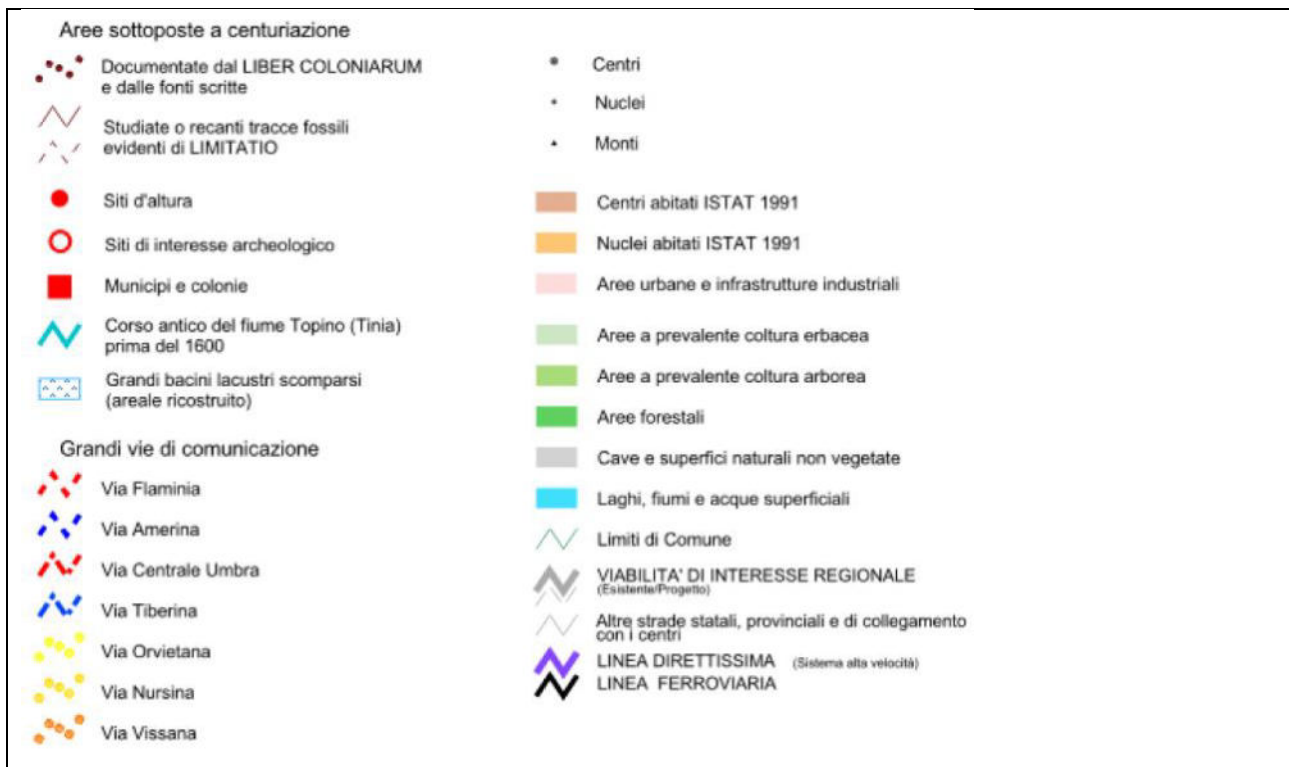 Aree sottoposte a centuriazione
Documentate dal LIBER COLONIARUM
e dalle fonti scritte
Studiate o recanti tracce fossili
evidenti di LIMITATIO
Siti d'altura
Siti di interesse archeologico
Municipi e colonie
Corso antico del fiume Topino (Tinia)
prima del 1600
Grandi bacini lacustri scomparsi
(areale ricostruito)
Grandi vie di comunicazione
Via Flaminia
Via Amerina
Via Centrale Umbra
Via Tiberina
Via Orvietana
Via Nursina
Via Vissana
Centri
Nuclei
Monti
Centri abitati ISTAT 1991
Nuclei abitati ISTAT 1991
Aree urbane e infrastrutture industriali
Aree a prevalente coltura erbacea
Aree a prevalente coltura arborea
Aree forestali
Cave e superfici naturali non vegetate
Laghi, fiumi e acque superficiali
Limiti di Comune
VIABILITA' DI INTERESSE REGIONALE
(Esistente/Progetto)
Altre strade statali, provinciali e di collegamento
con i centri
LINEA DIRETTISSIMA (Sistema alta velocità)
LINEA FERROVIARIA